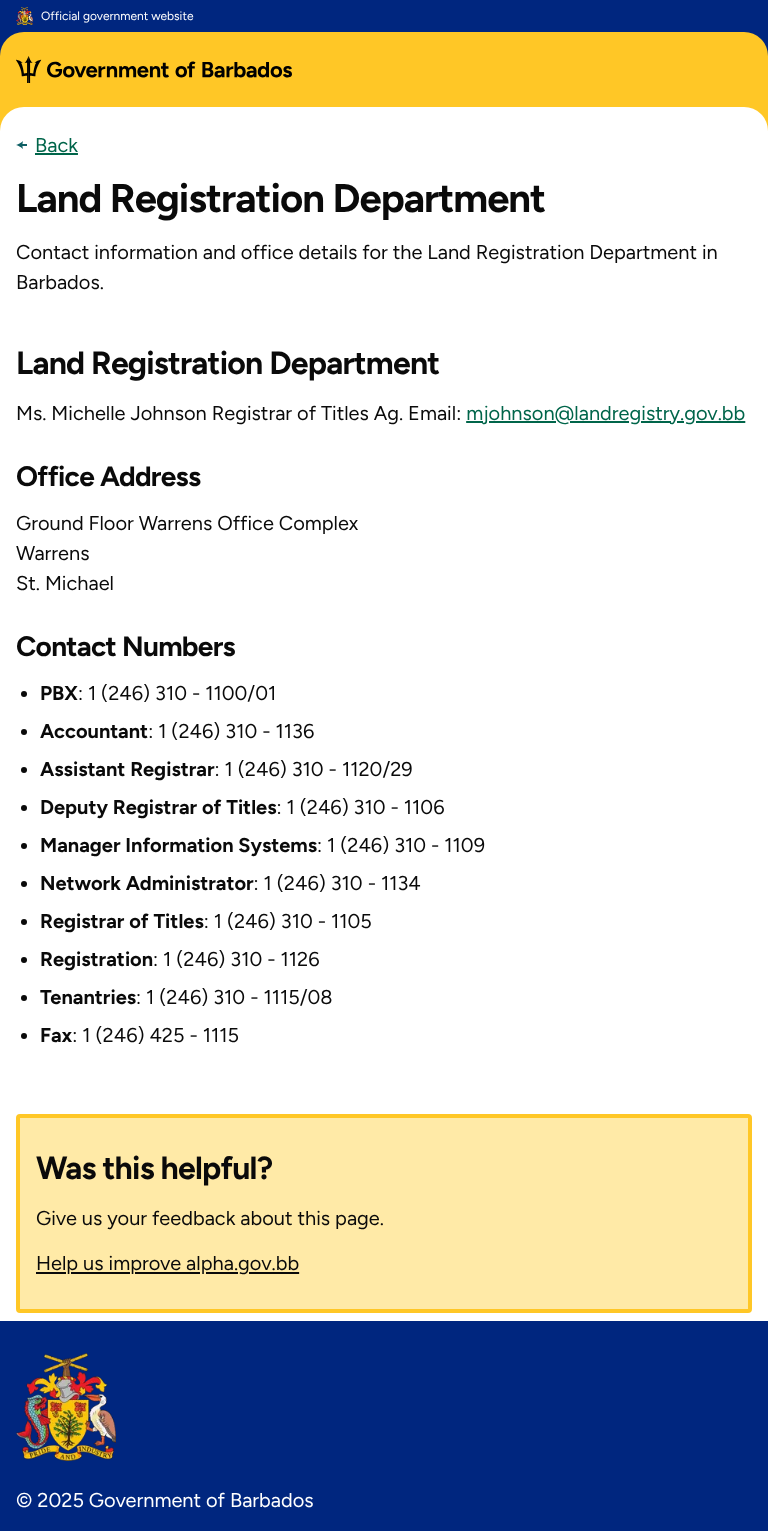 Official government website
Government of Barbados
Back
Land Registration Department
Contact information and office details for the Land Registration Department in
Barbados.
Land Registration Department
Ms. Michelle Johnson Registrar of Titles Ag. Email: mjohnson@landregistry.gov.bb
Office Address
Ground Floor Warrens Office Complex
Warrens
St. Michael
Contact Numbers
• PBX: 1 (246) 310 - 1100/01
• Accountant: 1 (246) 310 - 1136
• Assistant Registrar: 1 (246) 310 - 1120/29
• Deputy Registrar of Titles: 1 (246) 310 - 1106
• Manager Information Systems: 1 (246) 310 - 1109
• Network Administrator: 1 (246) 310 - 1134
• Registrar of Titles: 1 (246) 310 - 1105
• Registration: 1 (246) 310 - 1126
• Tenantries: 1 (246) 310 - 1115/08
• Fax: 1 (246) 425 - 1115
Was this helpful?
Give us your feedback about this page.
Help us improve alpha.gov.bb
PRIDE AND INDUSTRY
© 2025 Government of Barbados